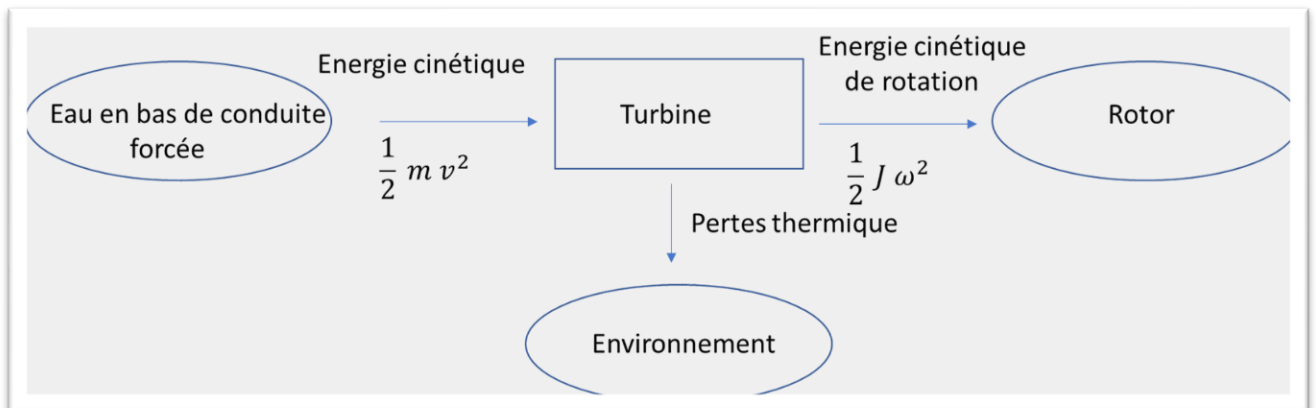 Eau en bas de conduite
forcée
Energie cinétique
1/2 m v²
Turbine
Energie cinétique
de rotation
1/2 J ω²
Rotor
Pertes thermique
Environnement